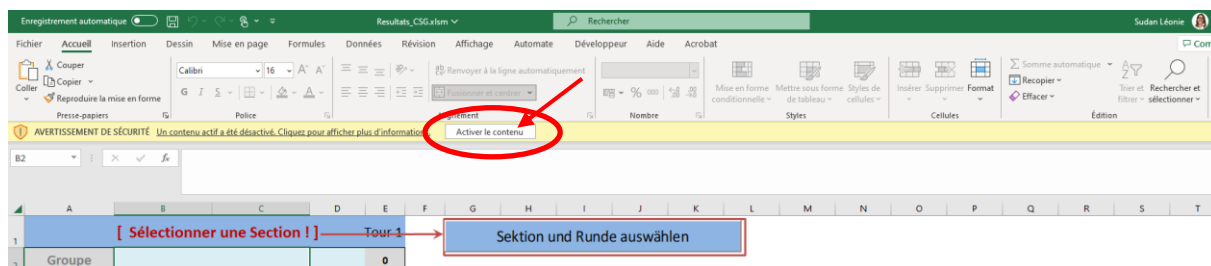 Enregistrement automatique Resultats_CSG.xlsm Rechercher Sudan Léonie
Fichier Accueil Insertion Dessin Mise en page Formules Données Révision Affichage Automate Développeur Aide Acrobat
Couper
Copier
Coller
Reproduire la mise en forme
Presse-papiers
Calibri 16
G I S
Police
Renvoyer à la ligne automatiquement
Fusionner et centrer
% 000
Nombre
Mise en forme conditionnelle
Mettre sous forme de tableau
Styles de cellules
Styles
Insérer Supprimer Format
Cellules
Somme automatique
Recopier
Effacer
Trier et filtrer
Rechercher et sélectionner
Édition
AVERTISSEMENT DE SÉCURITÉ Un contenu actif a été désactivé. Cliquez pour afficher plus d'informations. Activer le contenu
B2 fx
A B C D E F G H I J K L M N O P Q R S T
1 [ Sélectionner une Section ! ] Tour 1 Sektion und Runde auswählen
Groupe 0